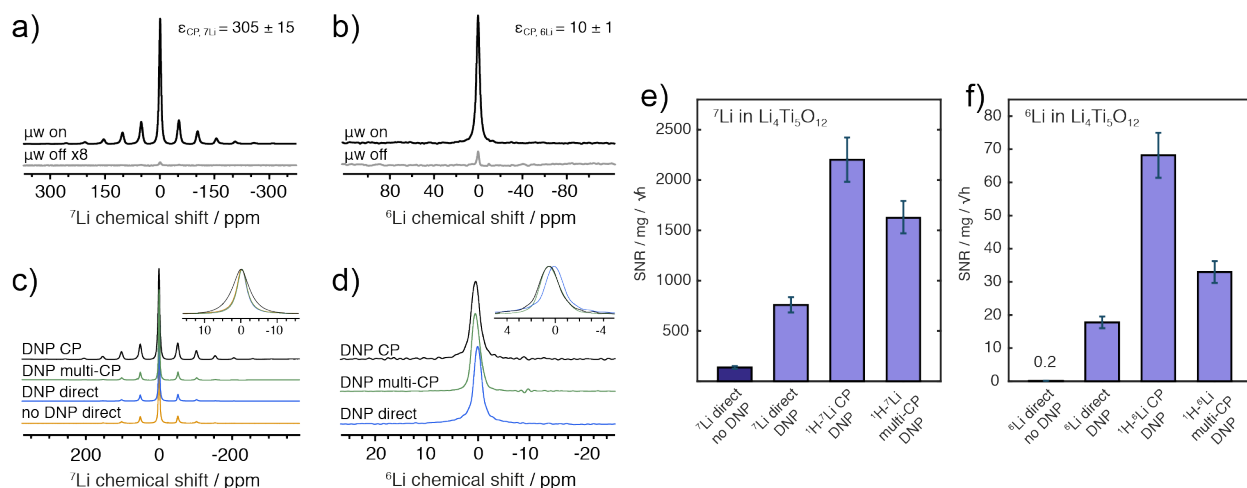 a)
εCP, 7Li = 305 ± 15
μw on
μw off x8
300 150 0 -150 -300
⁷Li chemical shift / ppm
b)
εCP, 6Li = 10 ± 1
μw on
μw off
80 40 0 -40 -80
⁶Li chemical shift / ppm
c)
10 0 -10
DNP CP
DNP multi-CP
DNP direct
no DNP direct
200 0 -200
⁷Li chemical shift / ppm
d)
4 0 -4
DNP CP
DNP multi-CP
DNP direct
20 10 0 -10 -20
⁶Li chemical shift / ppm
e)
⁷Li in Li₄Ti₅O₁₂
SNR / mg / √h
2500
2000
1500
1000
500
⁷Li direct
no DNP
⁷Li direct
DNP
¹H-⁷Li CP
DNP
¹H-⁷Li
multi-CP
DNP
f)
⁶Li in Li₄Ti₅O₁₂
SNR / mg / √h
80
70
60
50
40
30
20
10
0
0.2
⁶Li direct
no DNP
⁶Li direct
DNP
¹H-⁶Li CP
DNP
¹H-⁶Li
multi-CP
DNP